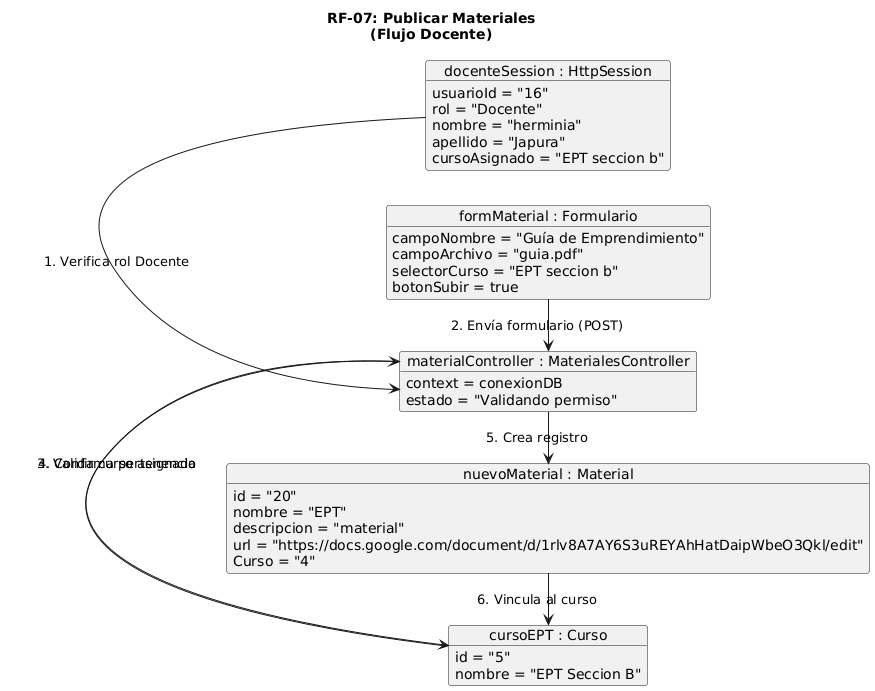 RF-07: Publicar Materiales
(Flujo Docente)
docenteSession : HttpSession
usuarioId = "16"
rol = "Docente"
nombre = "herminia"
apellido = "Japura"
cursoAsignado = "EPT seccion b"
formMaterial : Formulario
campoNombre = "Guía de Emprendimiento"
campoArchivo = "guia.pdf"
selectorCurso = "EPT seccion b"
botonSubir = true
1. Verifica rol Docente
2. Envía formulario (POST)
materialController : MaterialesController
context = conexionDB
estado = "Validando permiso"
5. Crea registro
nuevoMaterial : Material
id = "20"
nombre = "EPT"
descripcion = "material"
url = "https://docs.google.com/document/d/1rlv8A7AY6S3uREYAhHatDaipWbeO3Qkl/edit"
Curso = "4"
6. Vincula al curso
cursoEPT : Curso
id = "5"
nombre = "EPT Seccion B"